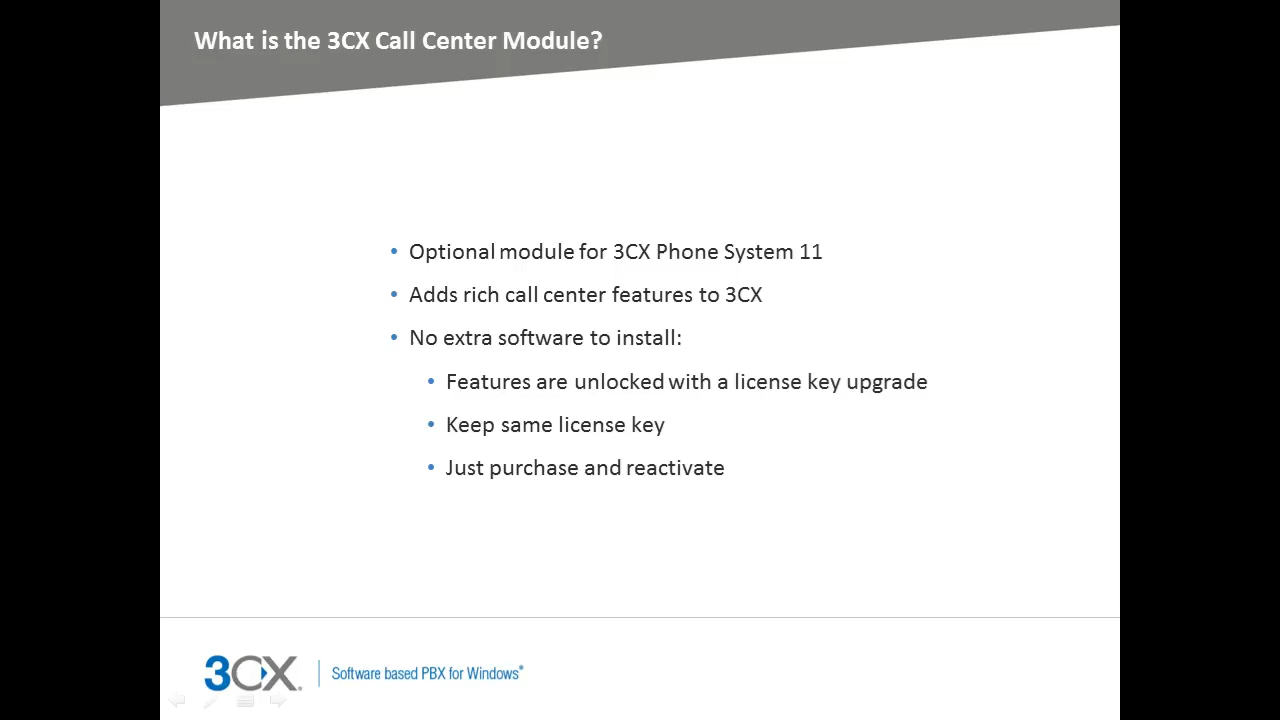 What is the 3CX Call Center Module?
• Optional module for 3CX Phone System 11
• Adds rich call center features to 3CX
• No extra software to install:
• Features are unlocked with a license key upgrade
• Keep same license key
• Just purchase and reactivate
3CX® | Software based PBX for Windows®